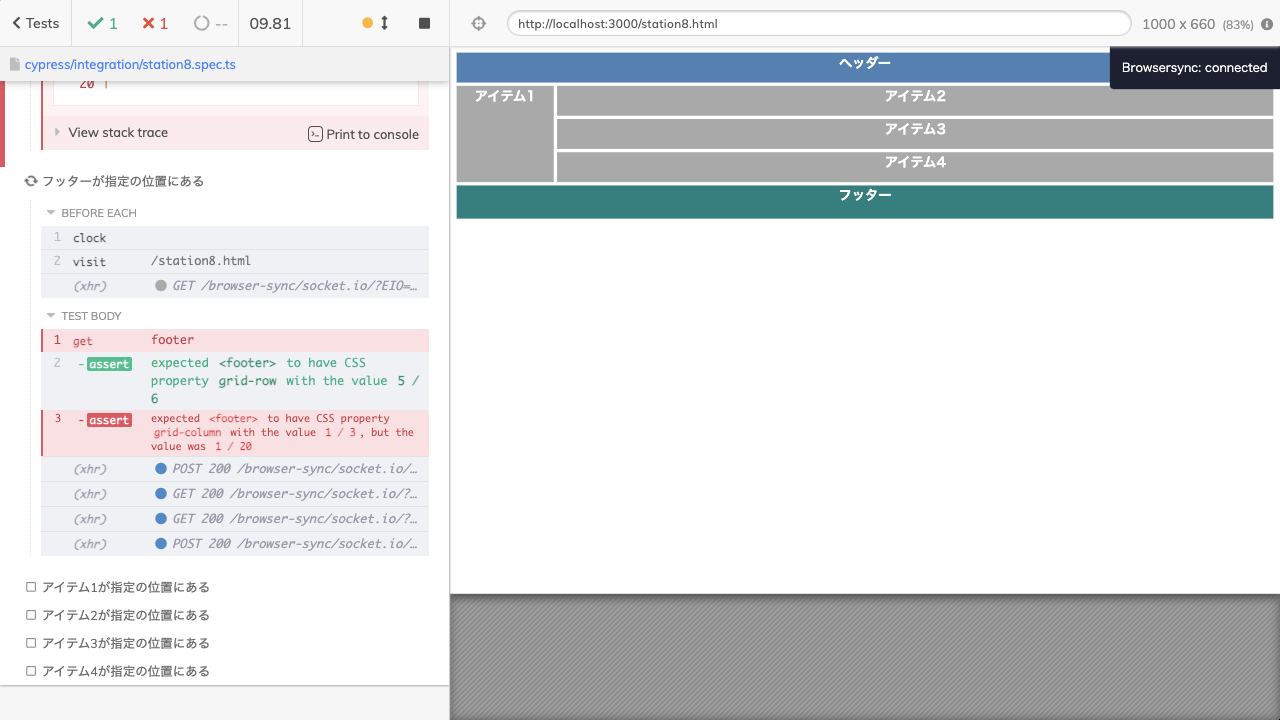 Tests
1
1
--
09.81
http://localhost:3000/station8.html
1000 x 660 (83%)
cypress/integration/station8.spec.ts
View stack trace
Print to console
フッターが指定の位置にある
BEFORE EACH
1 clock
2 visit /station8.html
(xhr) GET /browser-sync/socket.io/?EIO=…
TEST BODY
1 get footer
2 -assert expected <footer> to have CSS
property grid-row with the value 5 /
6
3 -assert expected <footer> to have CSS property
grid-column with the value 1 / 3, but the
value was 1 / 20
(xhr) POST 200 /browser-sync/socket.io/…
(xhr) GET 200 /browser-sync/socket.io/?…
(xhr) GET 200 /browser-sync/socket.io/?…
(xhr) POST 200 /browser-sync/socket.io/…
アイテム1が指定の位置にある
アイテム2が指定の位置にある
アイテム3が指定の位置にある
アイテム4が指定の位置にある
ヘッダー
Browsersync: connected
アイテム1
アイテム2
アイテム3
アイテム4
フッター